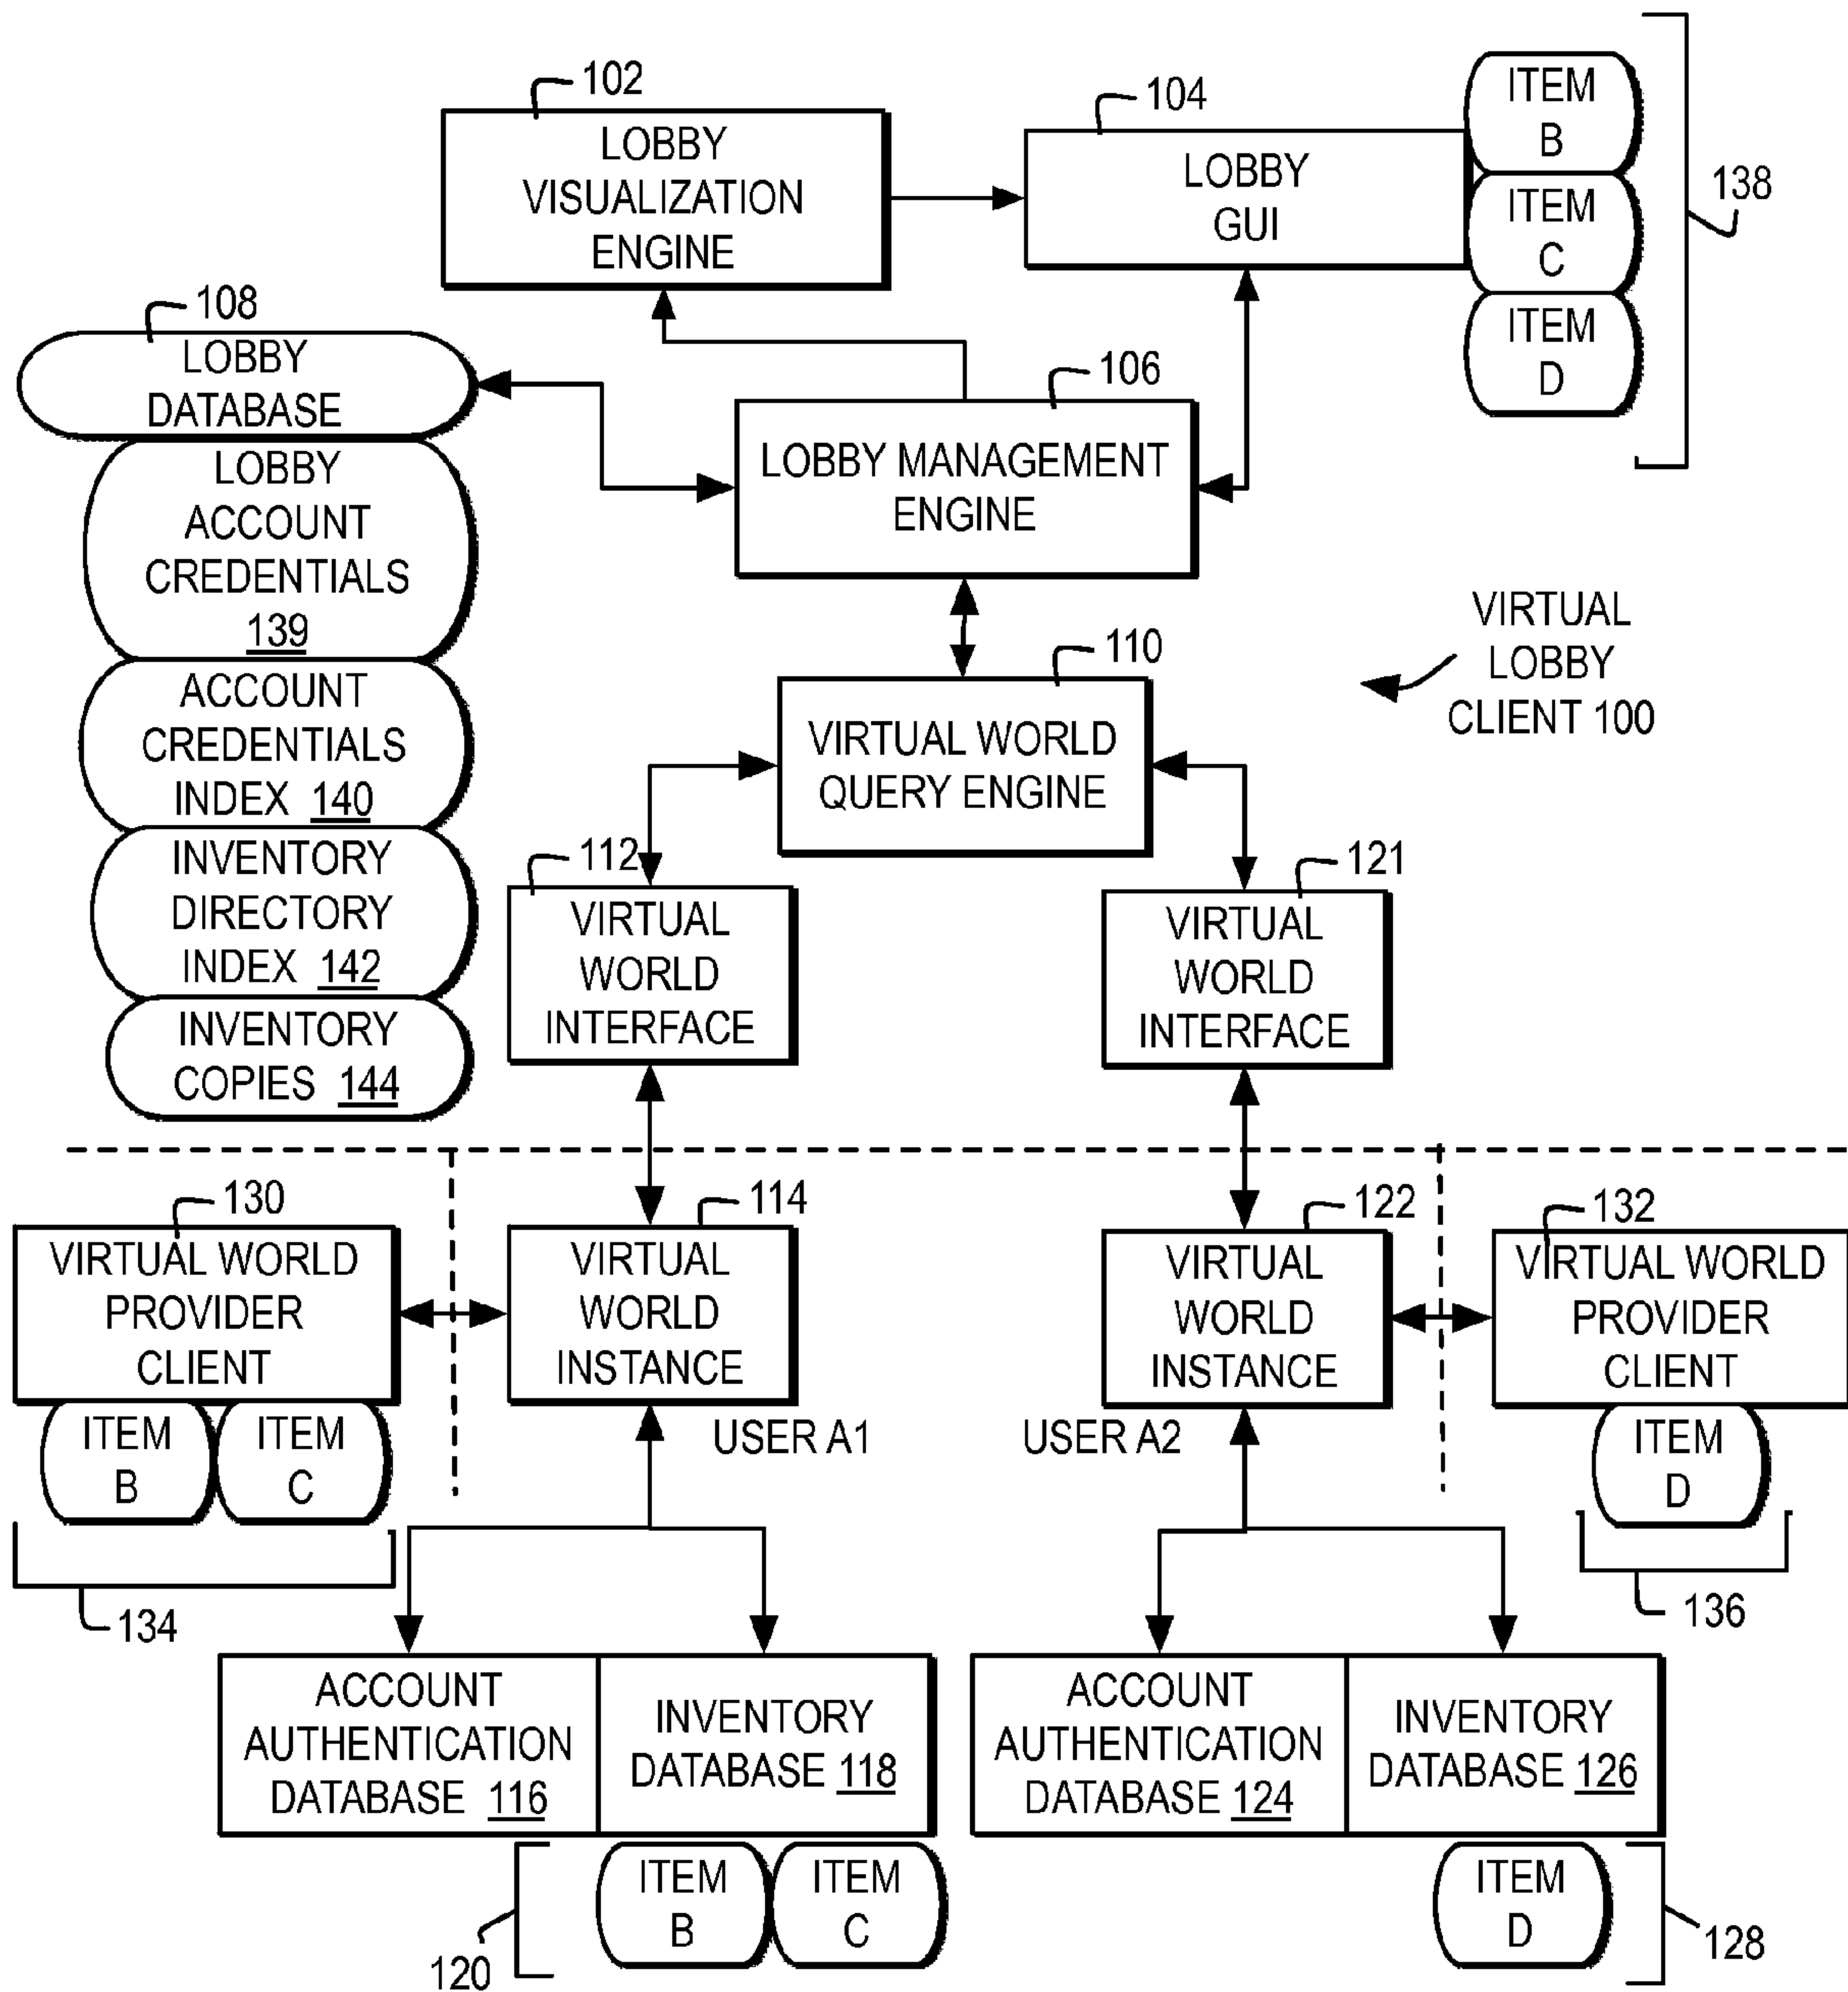 102
LOBBY
VISUALIZATION
ENGINE
104
LOBBY
GUI
ITEM
B
ITEM
C
ITEM
D
138
108
LOBBY
DATABASE
LOBBY
ACCOUNT
CREDENTIALS
139
ACCOUNT
CREDENTIALS
INDEX 140
INVENTORY
DIRECTORY
INDEX 142
INVENTORY
COPIES 144
106
LOBBY MANAGEMENT
ENGINE
VIRTUAL
LOBBY
CLIENT 100
110
VIRTUAL WORLD
QUERY ENGINE
112
VIRTUAL
WORLD
INTERFACE
121
VIRTUAL
WORLD
INTERFACE
130
VIRTUAL WORLD
PROVIDER
CLIENT
ITEM
B
ITEM
C
134
114
VIRTUAL
WORLD
INSTANCE
USER A1
122
VIRTUAL
WORLD
INSTANCE
USER A2
132
VIRTUAL WORLD
PROVIDER
CLIENT
ITEM
D
136
ACCOUNT
AUTHENTICATION
DATABASE 116
INVENTORY
DATABASE 118
120
ITEM
B
ITEM
C
ACCOUNT
AUTHENTICATION
DATABASE 124
INVENTORY
DATABASE 126
ITEM
D
128